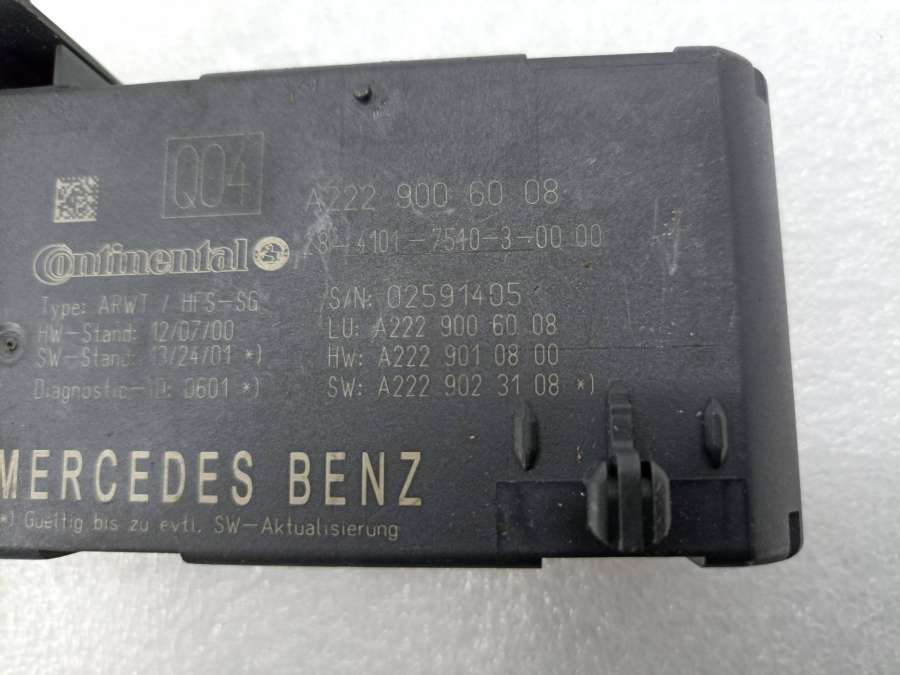 Q04
A222 900 60 08
Continental
78-4101-7510-3-00 00
Type: ARWT / HFS-SG
S/N: 02591405
HW-Stand: 12/07/00
LU: A222 900 60 08
SW-Stand: 13/24/01 *)
HW: A222 901 08 00
Diagnostic-ID: 0601 *)
SW: A222 902 31 08 *)
MERCEDES BENZ
*) Gueltig bis zu evtl. SW-Aktualisierung